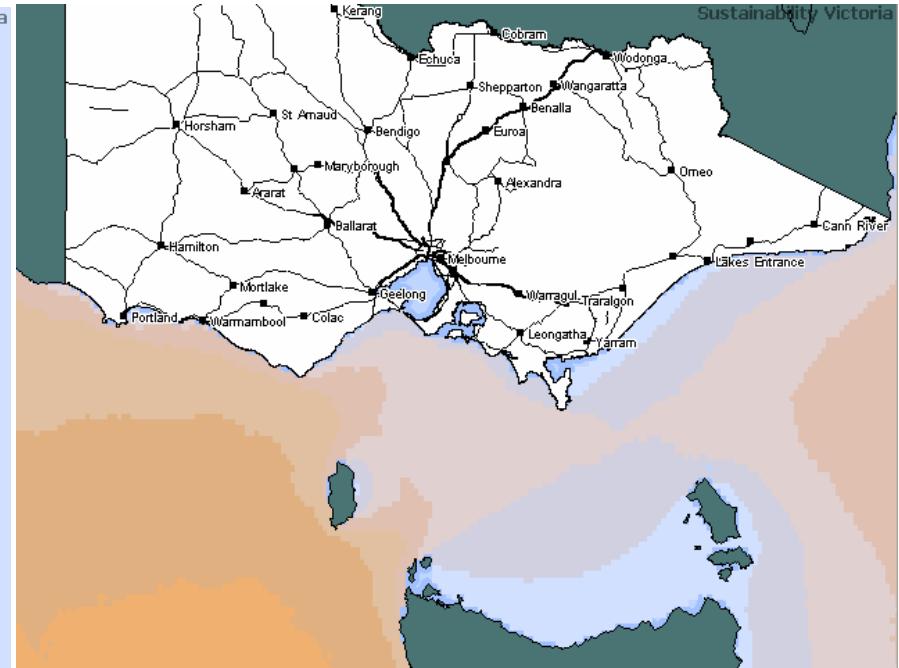 a
Sustainability Victoria
Kerang
Cobram
Echuca
Wodonga
Shepparton
Wangaratta
Benalla
St Arnaud
Horsham
Bendigo
Euroa
Maryborough
Omeo
Alexandra
Ararat
Ballarat
Cann River
Hamilton
Melbourne
Lakes Entrance
Mortlake
Geelong
Warragul
Traralgon
Portland
Warrnambool
Colac
Leongatha
Yarram